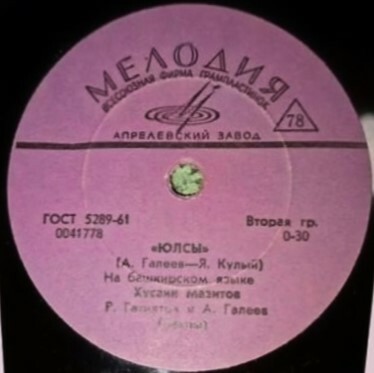 МЕЛОДИЯ
ВСЕСОЮЗНАЯ ФИРМА ГРАМПЛАСТИНОК
АПРЕЛЕВСКИЙ ЗАВОД
78
ГОСТ 5289-61
0041778
Вторая гр.
0-30
«ЮЛСЫ»
(А. Галеев—Я. Кулый)
На башкирском языке
Хусаин Мазитов
Р. и А. Галеев